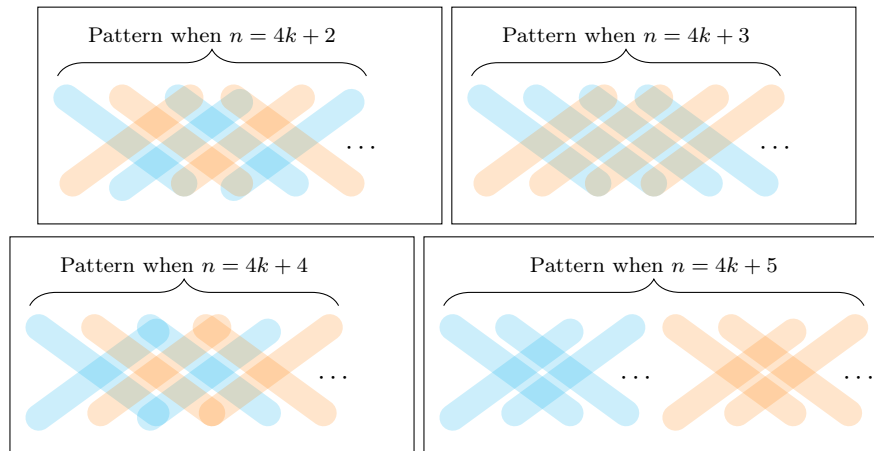 Pattern when n = 4k + 2
...
Pattern when n = 4k + 3
...
Pattern when n = 4k + 4
...
Pattern when n = 4k + 5
...
...